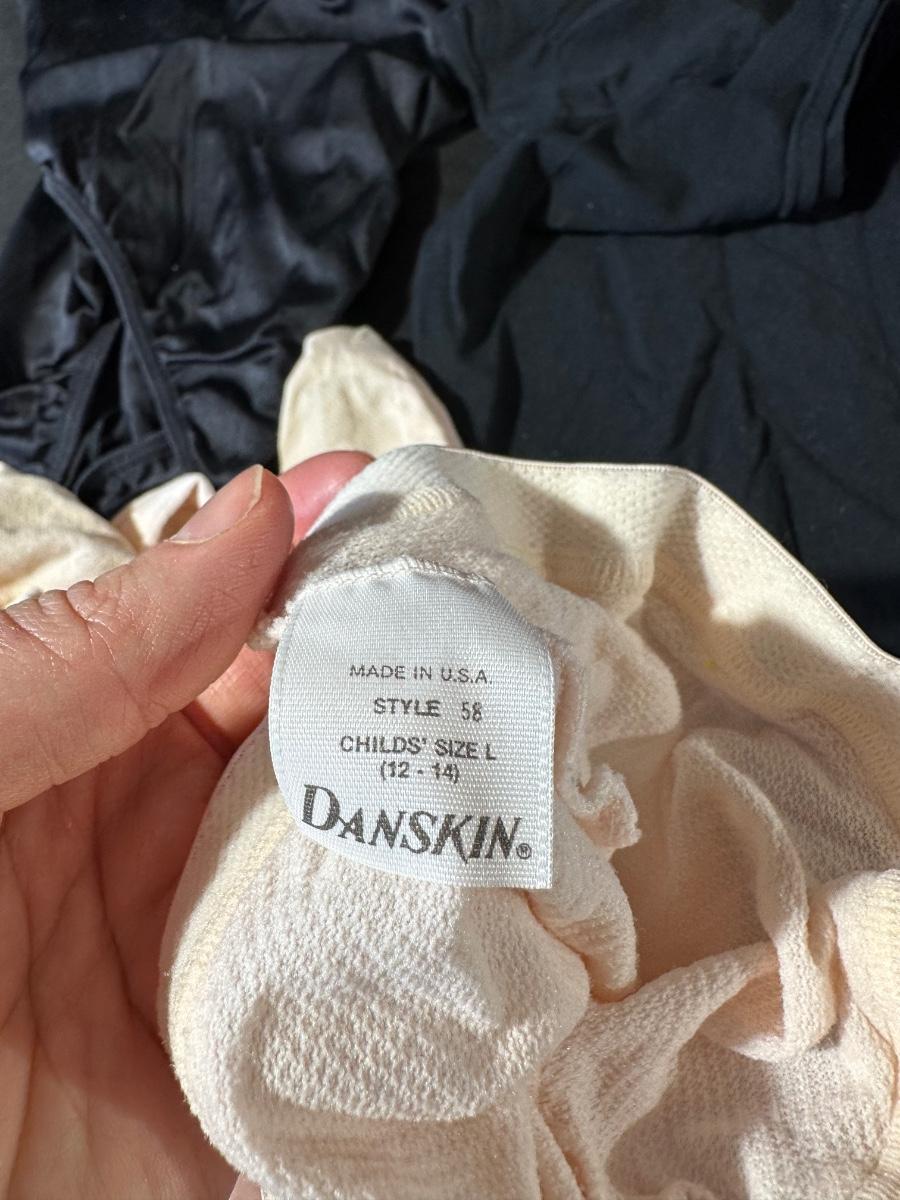 MADE IN U.S.A.
STYLE 58
CHILDS' SIZE L
(12 - 14)
DANSKIN®